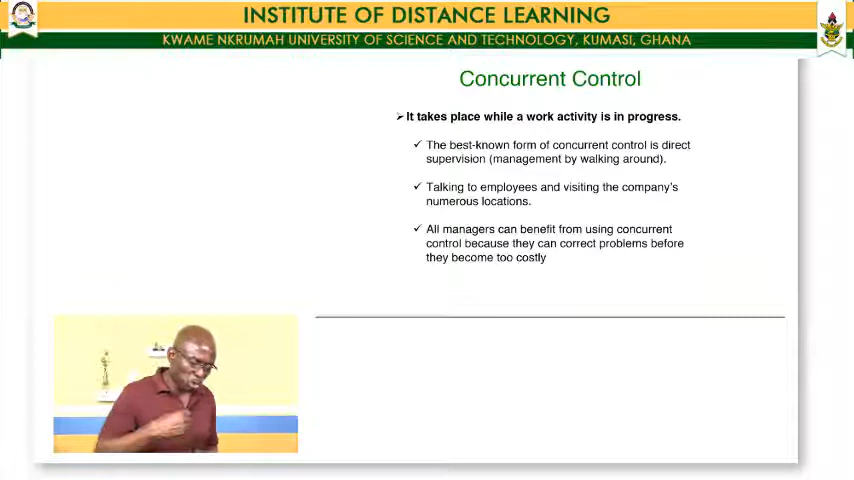 INSTITUTE OF DISTANCE LEARNING
KWAME NKRUMAH UNIVERSITY OF SCIENCE AND TECHNOLOGY, KUMASI, GHANA
Concurrent Control
➢It takes place while a work activity is in progress.
✓ The best-known form of concurrent control is direct
supervision (management by walking around).
✓ Talking to employees and visiting the company's
numerous locations.
✓ All managers can benefit from using concurrent
control because they can correct problems before
they become too costly